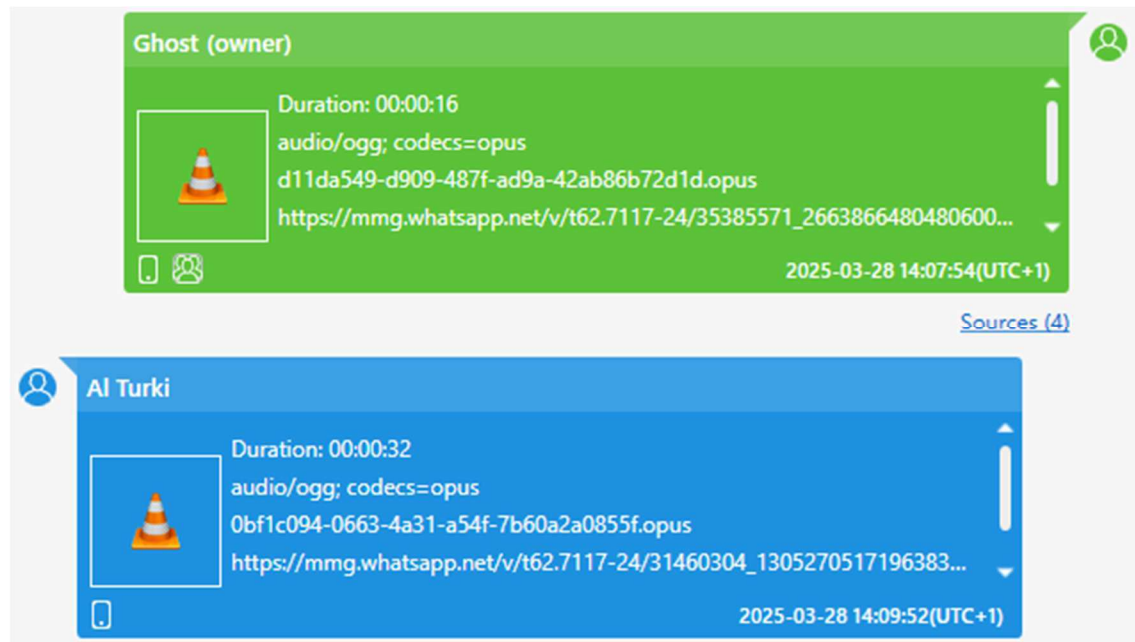 Ghost (owner)
Duration: 00:00:16
audio/ogg; codecs=opus
d11da549-d909-487f-ad9a-42ab86b72d1d.opus
https://mmg.whatsapp.net/v/t62.7117-24/35385571_2663866480480600...
2025-03-28 14:07:54(UTC+1)
Sources (4)
Al Turki
Duration: 00:00:32
audio/ogg; codecs=opus
0bf1c094-0663-4a31-a54f-7b60a2a0855f.opus
https://mmg.whatsapp.net/v/t62.7117-24/31460304_1305270517196383...
2025-03-28 14:09:52(UTC+1)